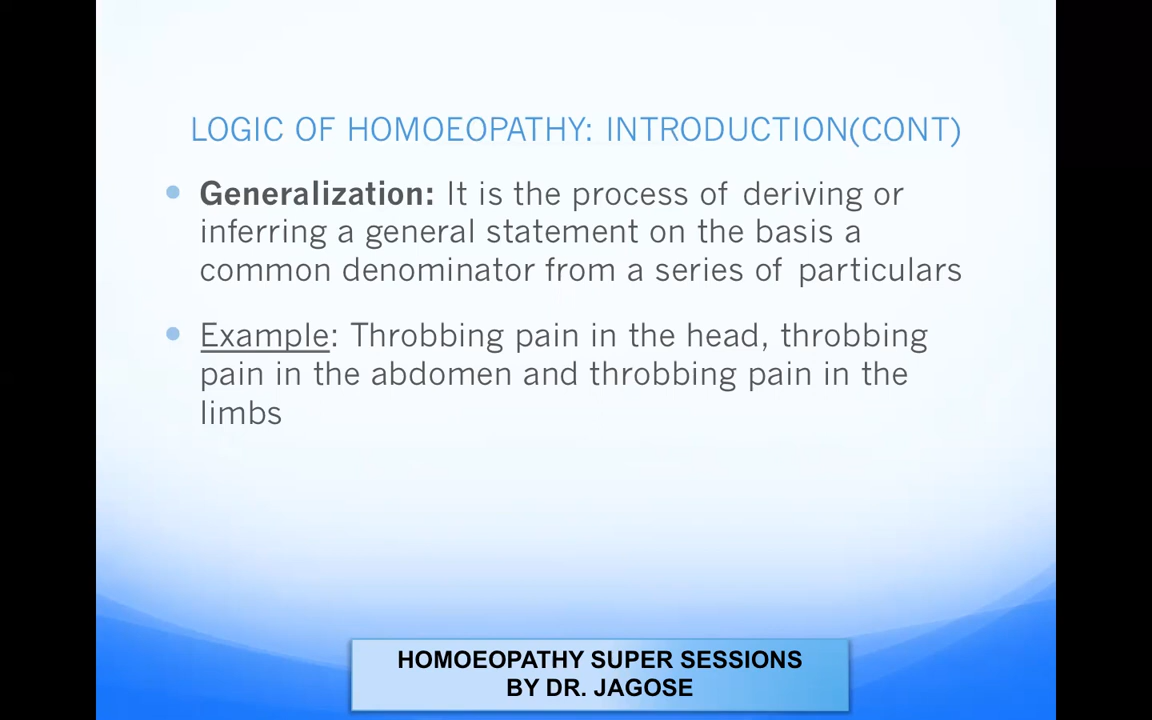 LOGIC OF HOMOEOPATHY: INTRODUCTION(CONT)
• Generalization: It is the process of deriving or
inferring a general statement on the basis a
common denominator from a series of particulars
• Example: Throbbing pain in the head, throbbing
pain in the abdomen and throbbing pain in the
limbs
HOMOEOPATHY SUPER SESSIONS
BY DR. JAGOSE